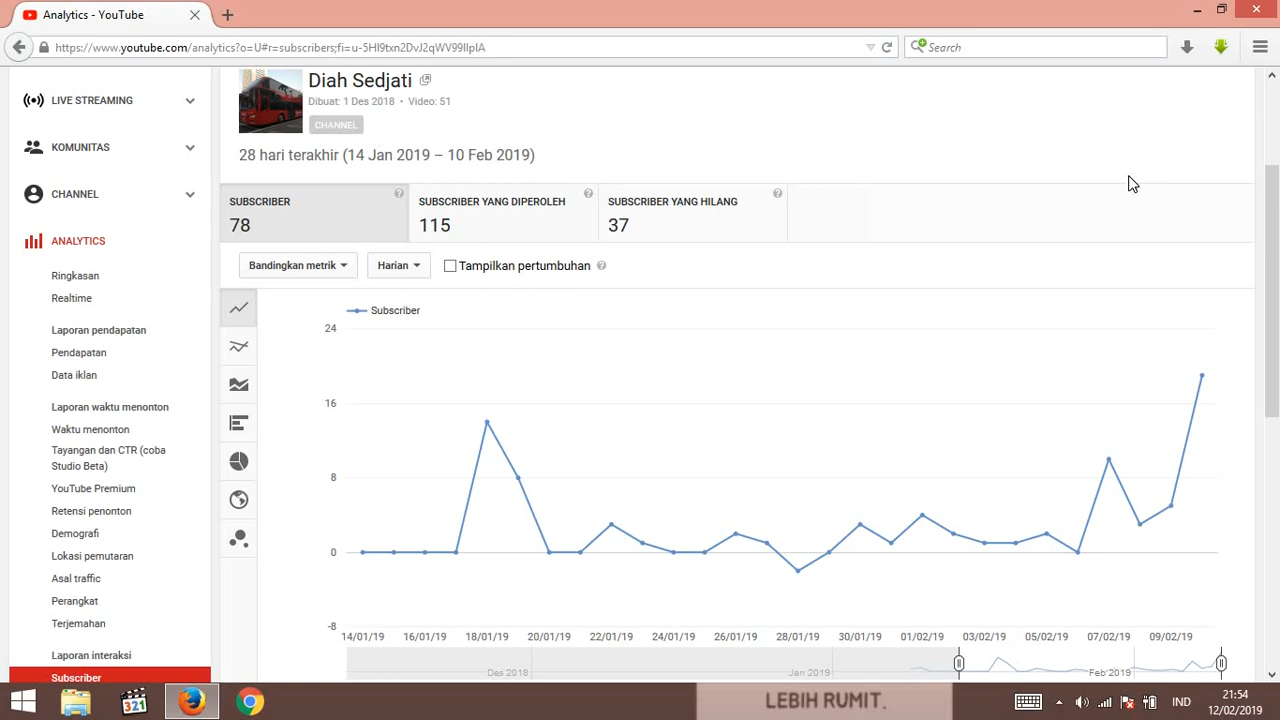 Analytics - YouTube
https://www.youtube.com/analytics?o=U#r=subscribers;fi=u-5HI9txn2DvJ2qWV99IIpIA
Search
LIVE STREAMING
KOMUNITAS
CHANNEL
ANALYTICS
Ringkasan
Realtime
Laporan pendapatan
Pendapatan
Data iklan
Laporan waktu menonton
Waktu menonton
Tayangan dan CTR (coba
Studio Beta)
YouTube Premium
Retensi penonton
Demografi
Lokasi pemutaran
Asal traffic
Perangkat
Terjemahan
Laporan interaksi
Subscriber
Diah Sedjati
Dibuat: 1 Des 2018 • Video: 51
CHANNEL
28 hari terakhir (14 Jan 2019 – 10 Feb 2019)
SUBSCRIBER
78
SUBSCRIBER YANG DIPEROLEH
115
SUBSCRIBER YANG HILANG
37
Bandingkan metrik
Harian
Tampilkan pertumbuhan
Subscriber
24
16
8
0
-8
14/01/19 16/01/19 18/01/19 20/01/19 22/01/19 24/01/19 26/01/19 28/01/19 30/01/19 01/02/19 03/02/19 05/02/19 07/02/19 09/02/19
Des 2018 Jan 2019 Feb 2019
321
LEBIH RUMIT.
IND
21:54
12/02/2019